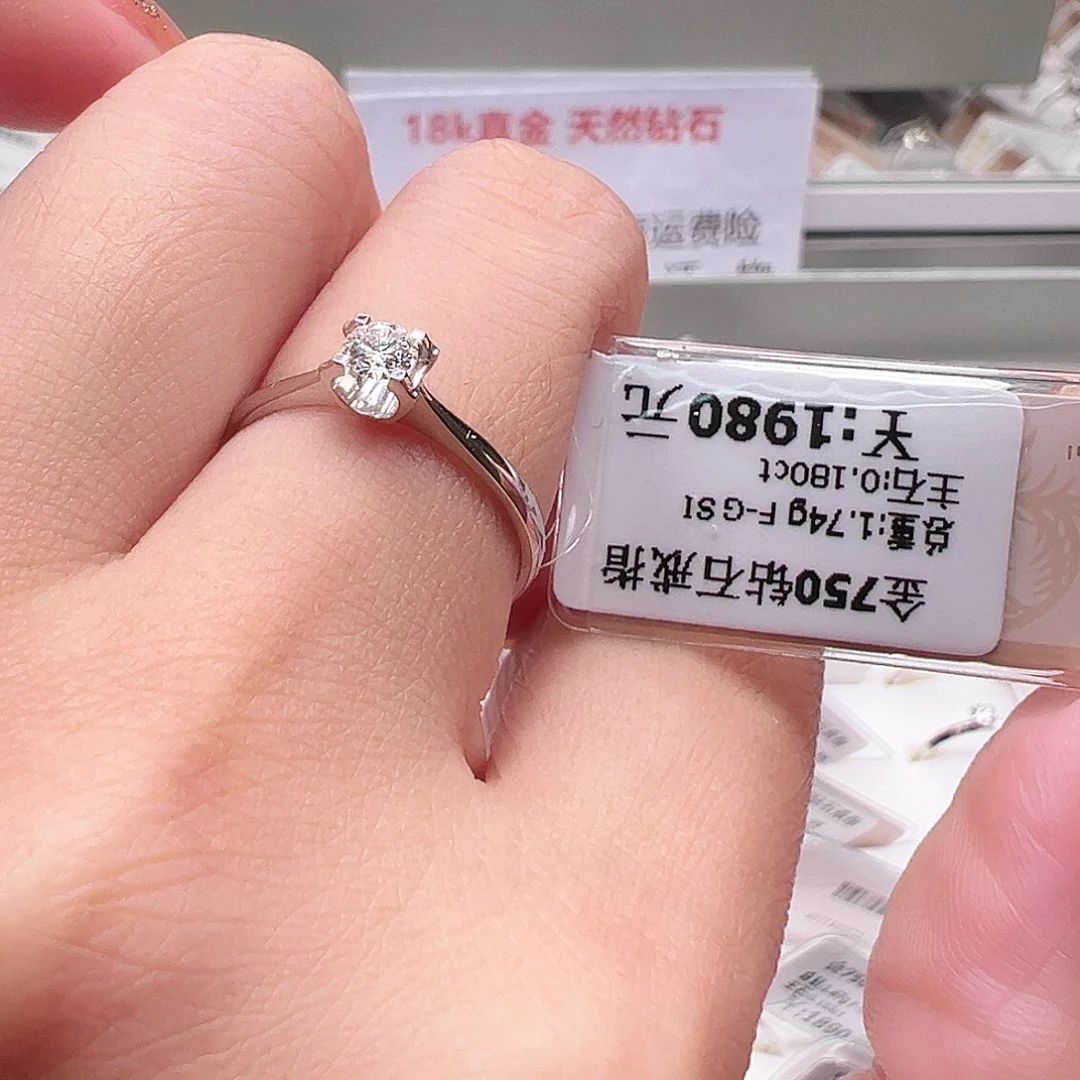 18k真金 天然钻石
运费险
金750钻石戒指
总重:1.74g F-G SI
主石:0.180ct
￥:1980元